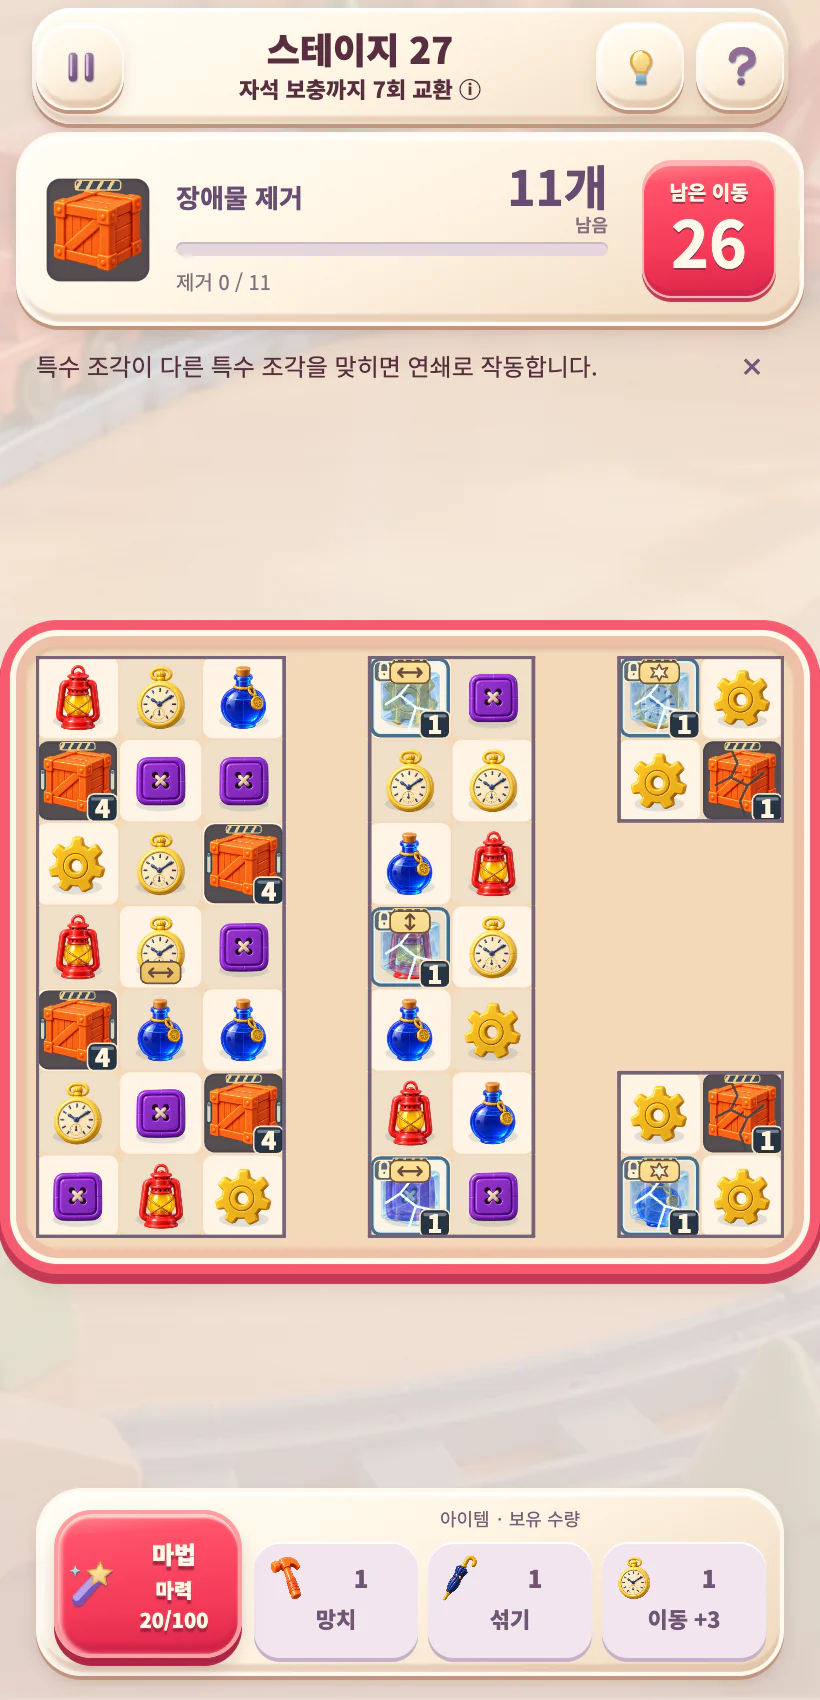 스테이지 27
자석 보충까지 7회 교환 ⓘ
장애물 제거
11개
남음
제거 0 / 11
남은 이동
26
특수 조각이 다른 특수 조각을 맞히면 연쇄로 작동합니다.
1
1
4
1
4
1
4
4
1
1
1
마법
마력
20/100
아이템 · 보유 수량
1
망치
1
섞기
1
이동 +3